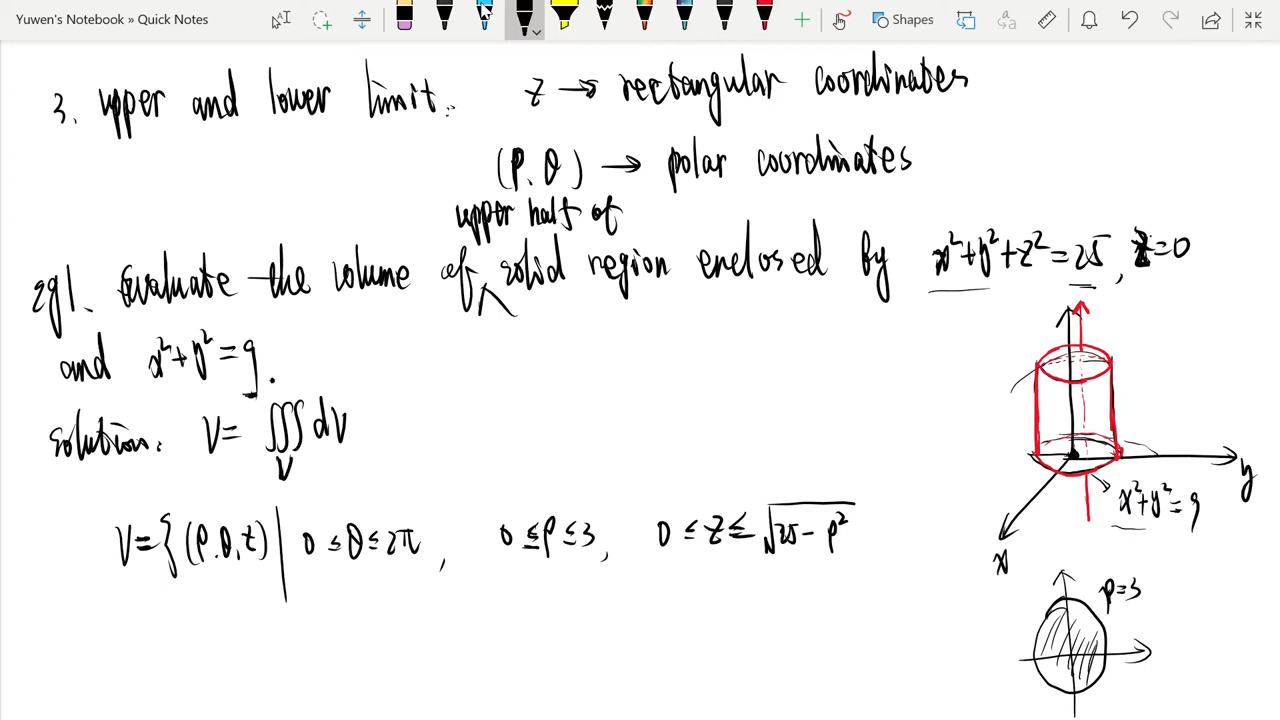 Yuwen's Notebook » Quick Notes
Shapes
3. upper and lower limit.
z → rectangular coordinates
(ρ.θ) → polar coordinates
upper half of
eg1. Evaluate the volume of ∧ solid region enclosed by x²+y²+z²=25, z=0
and x²+y²=9.
solution. V= ∭ dV
V
V={(ρ.θ,z)| 0≤θ≤2π, 0≤ρ≤3, 0≤z≤√25-ρ²
y
x²+y²=9
x
ρ=3